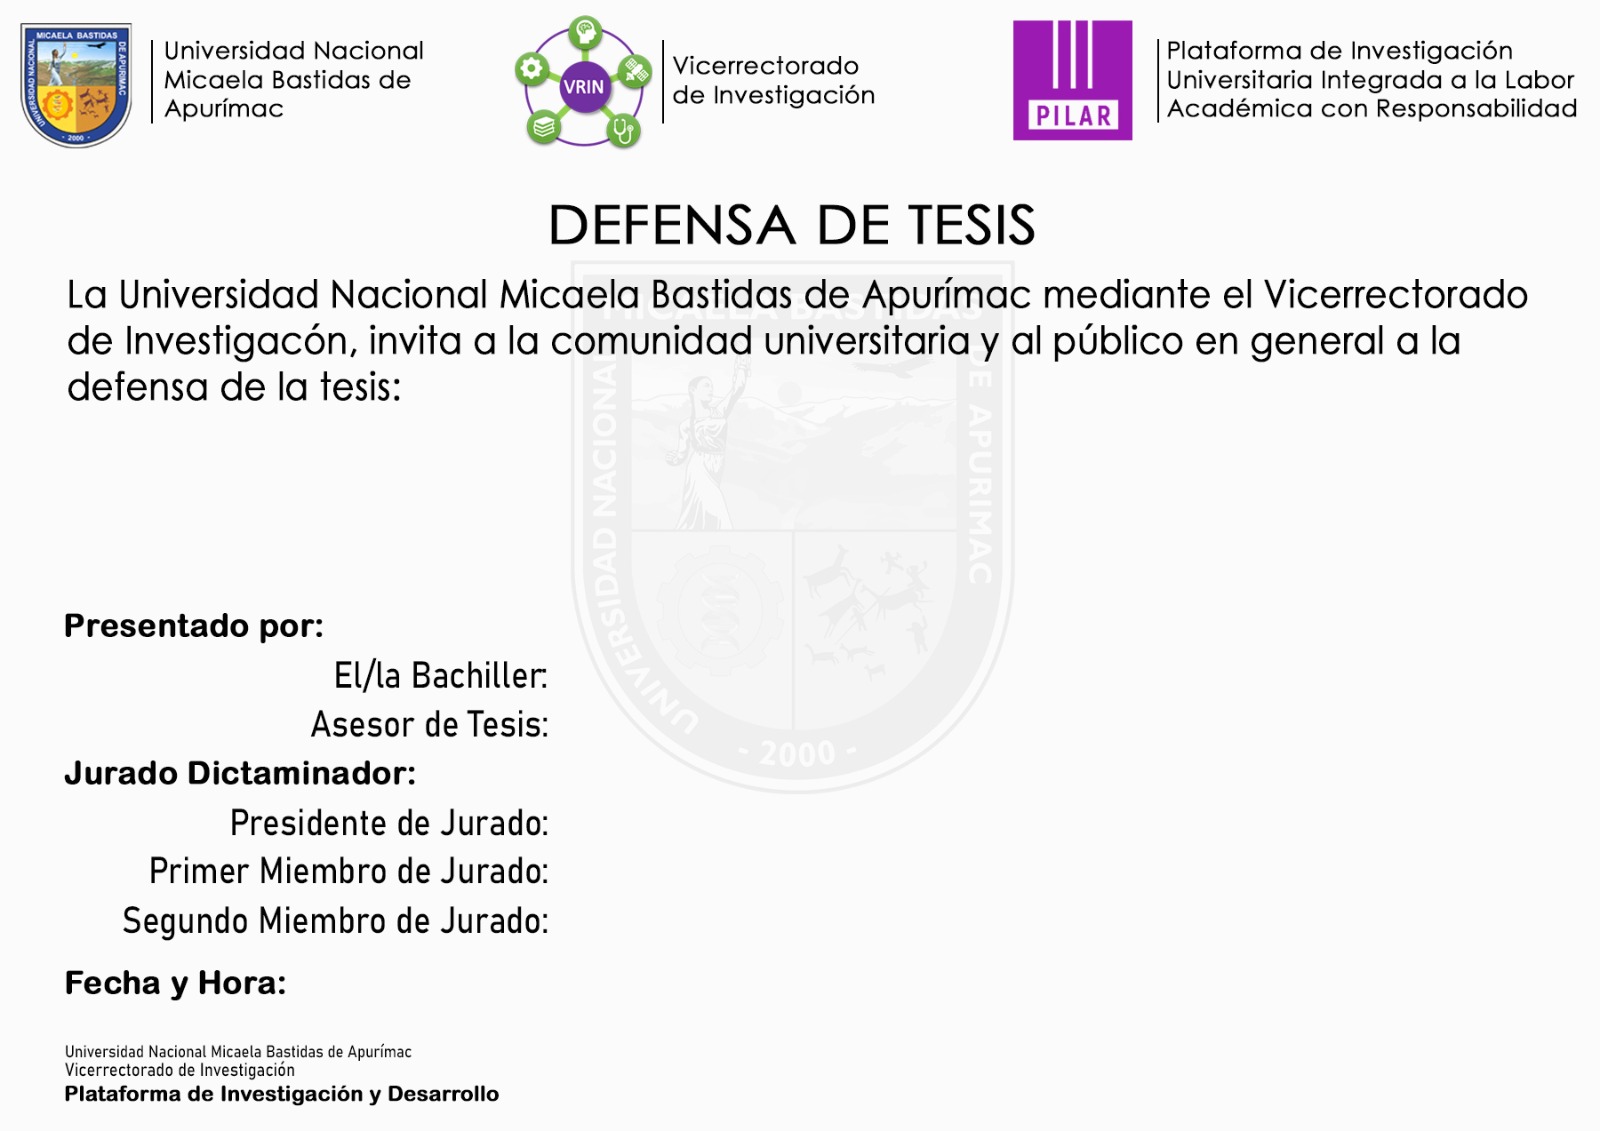 MICAELA BASTIDAS
UNIVERSIDAD NACIONAL
DE APURIMAC
- 2000 -
Universidad Nacional
Micaela Bastidas de
Apurímac
VRIN
Vicerrectorado
de Investigación
PILAR
Plataforma de Investigación
Universitaria Integrada a la Labor
Académica con Responsabilidad
DEFENSA DE TESIS
La Universidad Nacional Micaela Bastidas de Apurímac mediante el Vicerrectorado
de Investigacón, invita a la comunidad universitaria y al público en general a la
defensa de la tesis:
MICAELA BASTIDAS
UNIVERSIDAD NACIONAL
DE APURIMAC
- 2000 -
Presentado por:
El/la Bachiller:
Asesor de Tesis:
Jurado Dictaminador:
Presidente de Jurado:
Primer Miembro de Jurado:
Segundo Miembro de Jurado:
Fecha y Hora:
Universidad Nacional Micaela Bastidas de Apurímac
Vicerrectorado de Investigación
Plataforma de Investigación y Desarrollo